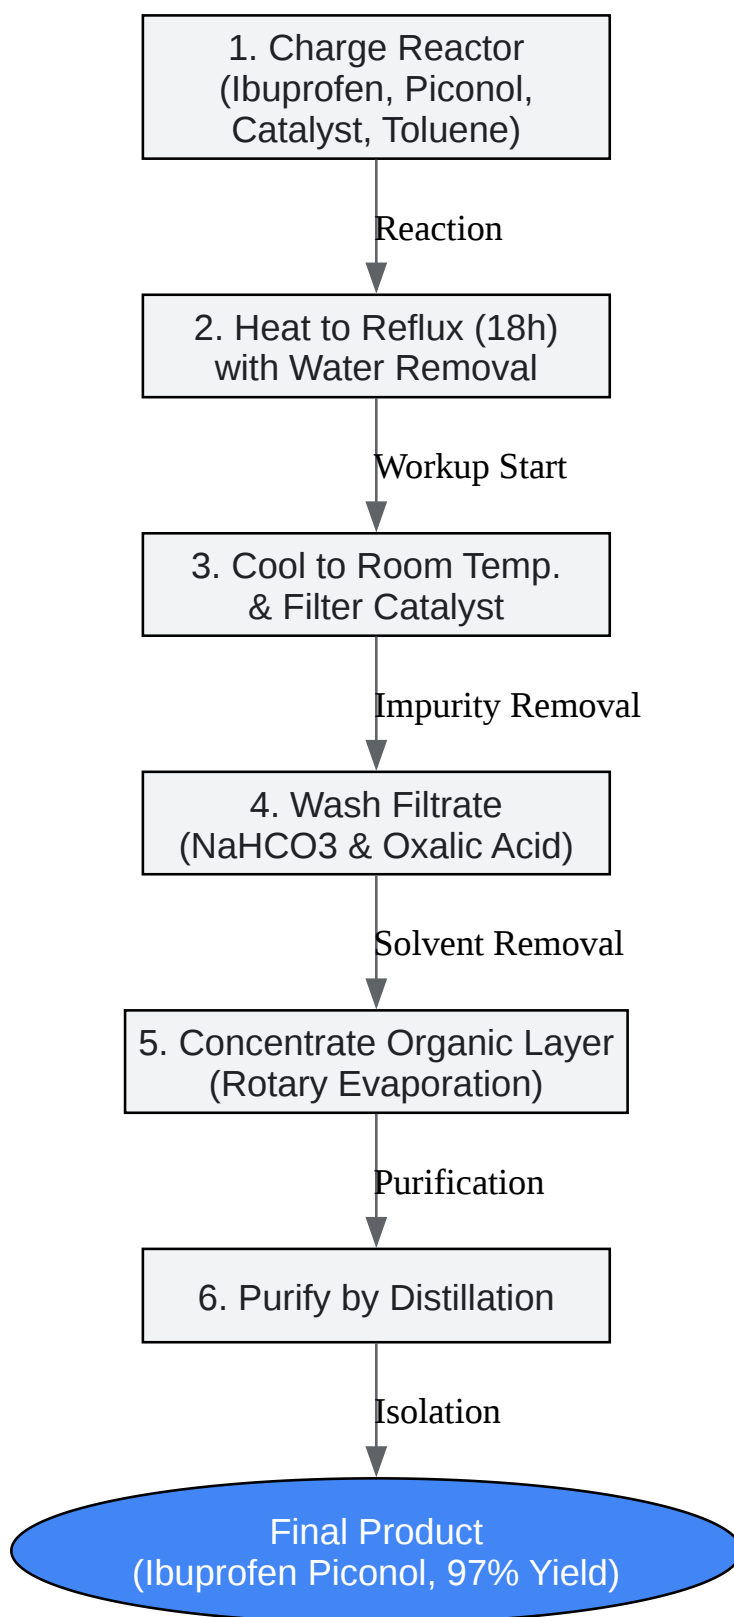 1. Charge Reactor
(Ibuprofen, Piconol,
Catalyst, Toluene)
Reaction
2. Heat to Reflux (18h)
with Water Removal
Workup Start
3. Cool to Room Temp.
& Filter Catalyst
Impurity Removal
4. Wash Filtrate
(NaHCO3 & Oxalic Acid)
Solvent Removal
5. Concentrate Organic Layer
(Rotary Evaporation)
Purification
6. Purify by Distillation
Isolation
Final Product
(Ibuprofen Piconol, 97% Yield)